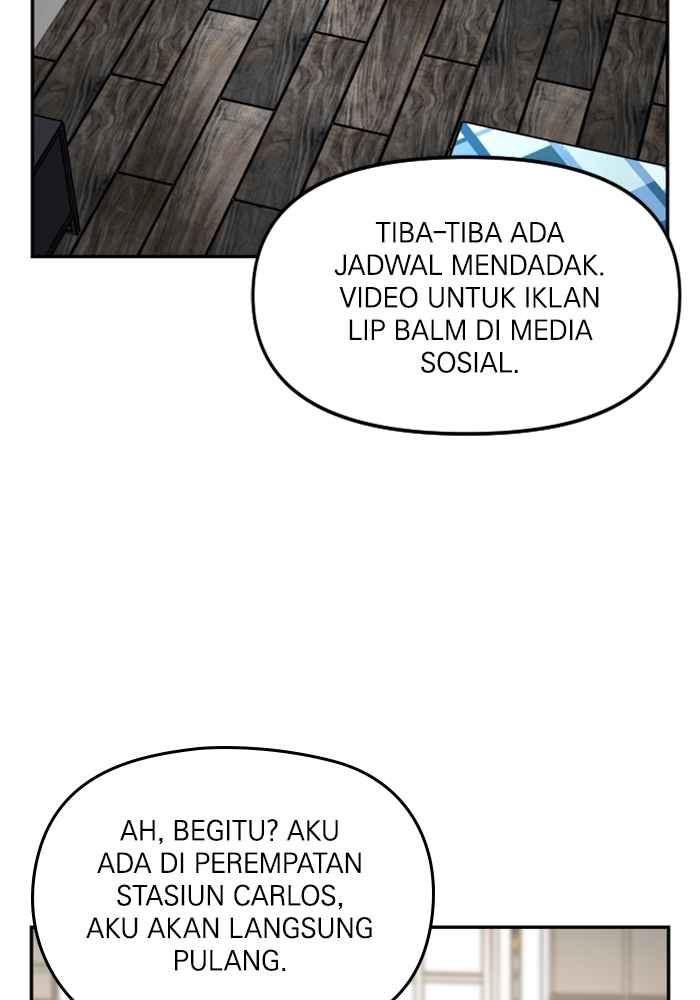 TIBA-TIBA ADA
JADWAL MENDADAK.
VIDEO UNTUK IKLAN
LIP BALM DI MEDIA
SOSIAL.
AH, BEGITU? AKU
ADA DI PEREMPATAN
STASIUN CARLOS,
AKU AKAN LANGSUNG
PULANG.